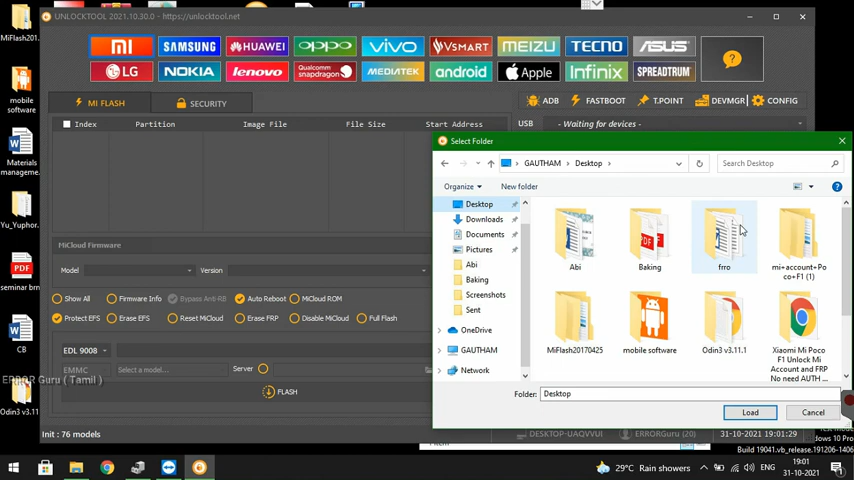 MiFlash201...
mobile software
Materials manageme...
Yu_Yuphor...
seminar bm
CB
Odin3 v3.11
UNLOCKTOOL 2021.10.30.0 - https://unlocktool.net
MI SAMSUNG HUAWEI OPPO VIVO VSMART MEIZU TECNO ASUS
LG NOKIA lenovo Qualcomm snapdragon MEDIATEK android Apple Infinix SPREADTRUM
MI FLASH SECURITY
ADB FASTBOOT T.POINT DEVMGR CONFIG
Index Partition Image File File Size Start Address
USB - Waiting for devices -
MiCloud Firmware
Model Version
Show All Firmware Info Bypass Anti-RB Auto Reboot MiCloud ROM
Protect EFS Erase EFS Reset MiCloud Erase FRP Disable MiCloud Full Flash
EDL 9008
EMMC Select a model... Server
FLASH
ERROR Guru ( Tamil )
Init : 76 models
DESKTOP-UAQVVUI
ERRORGuru (20)
31-10-2021 19:01:29
Select Folder
GAUTHAM > Desktop >
Search Desktop
Organize New folder
Desktop
Downloads
Documents
Pictures
Abi
Baking
Screenshots
Sent
OneDrive
GAUTHAM
Network
Abi
Baking
frro
mi+account+Po
co+F1 (1)
MiFlash20170425
mobile software
Odin3 v3.11.1
Xiaomi Mi Poco
F1 Unlock Mi
Account and FRP
No need AUTH ...
Folder: Desktop
Load Cancel
Build 19041.vb_release.191206-1406
29°C Rain showers
ENG
19:01
31-10-2021